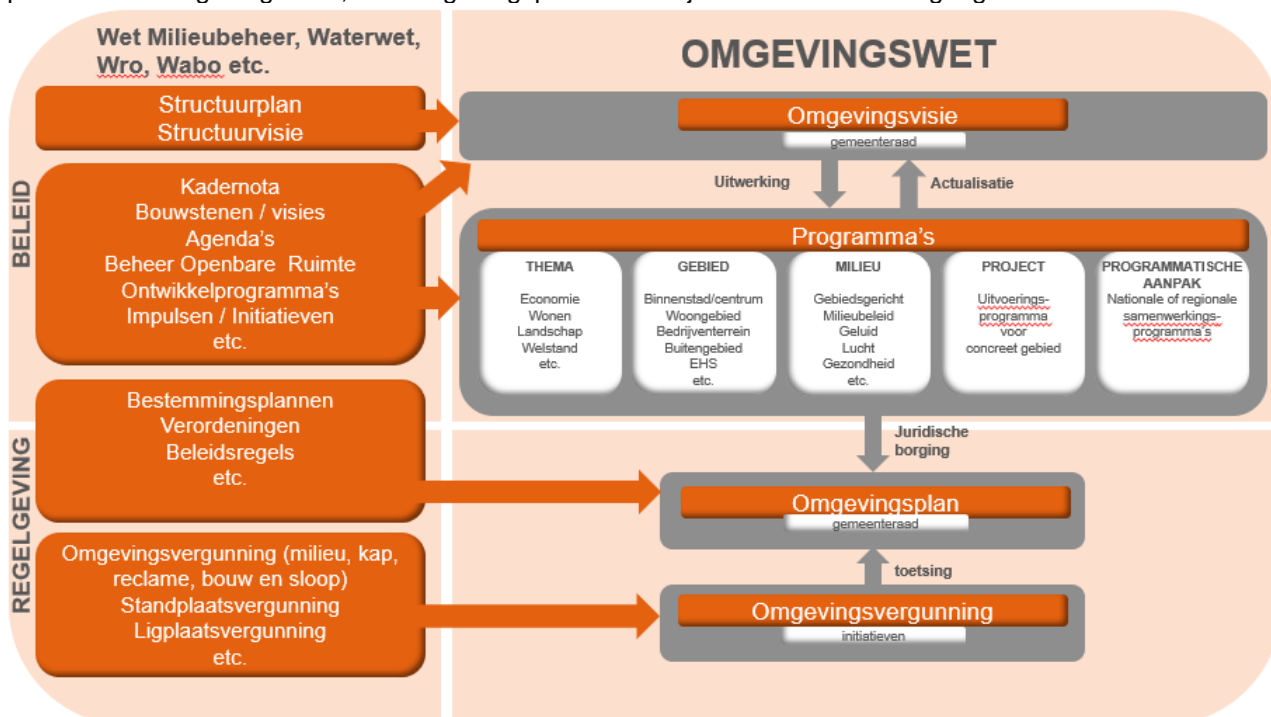 Wet Milieubeheer, Waterwet,
Wro, Wabo etc.
OMGEVINGSWET
BELEID
Structuurplan
Structuurvisie
Kadernota
Bouwstenen / visies
Agenda's
Beheer Openbare Ruimte
Ontwikkelprogramma's
Impulsen / Initiatieven
etc.
Omgevingsvisie
gemeenteraad
Uitwerking
Actualisatie
Programma's
THEMA
Economie
Wonen
Landschap
Welstand
etc.
GEBIED
Binnenstad/centrum
Woongebied
Bedrijventerrein
Buitengebied
EHS
etc.
MILIEU
Gebiedsgericht
Milieubeleid
Geluid
Lucht
Gezondheid
etc.
PROJECT
Uitvoerings-
programma
voor
concreet gebied
PROGRAMMATISCHE
AANPAK
Nationale of regionale
samenwerkings-
programma's
REGELGEVING
Bestemmingsplannen
Verordeningen
Beleidsregels
etc.
Omgevingsvergunning (milieu, kap,
reclame, bouw en sloop)
Standplaatsvergunning
Ligplaatsvergunning
etc.
Juridische
borging
Omgevingsplan
gemeenteraad
toetsing
Omgevingsvergunning
initiatieven